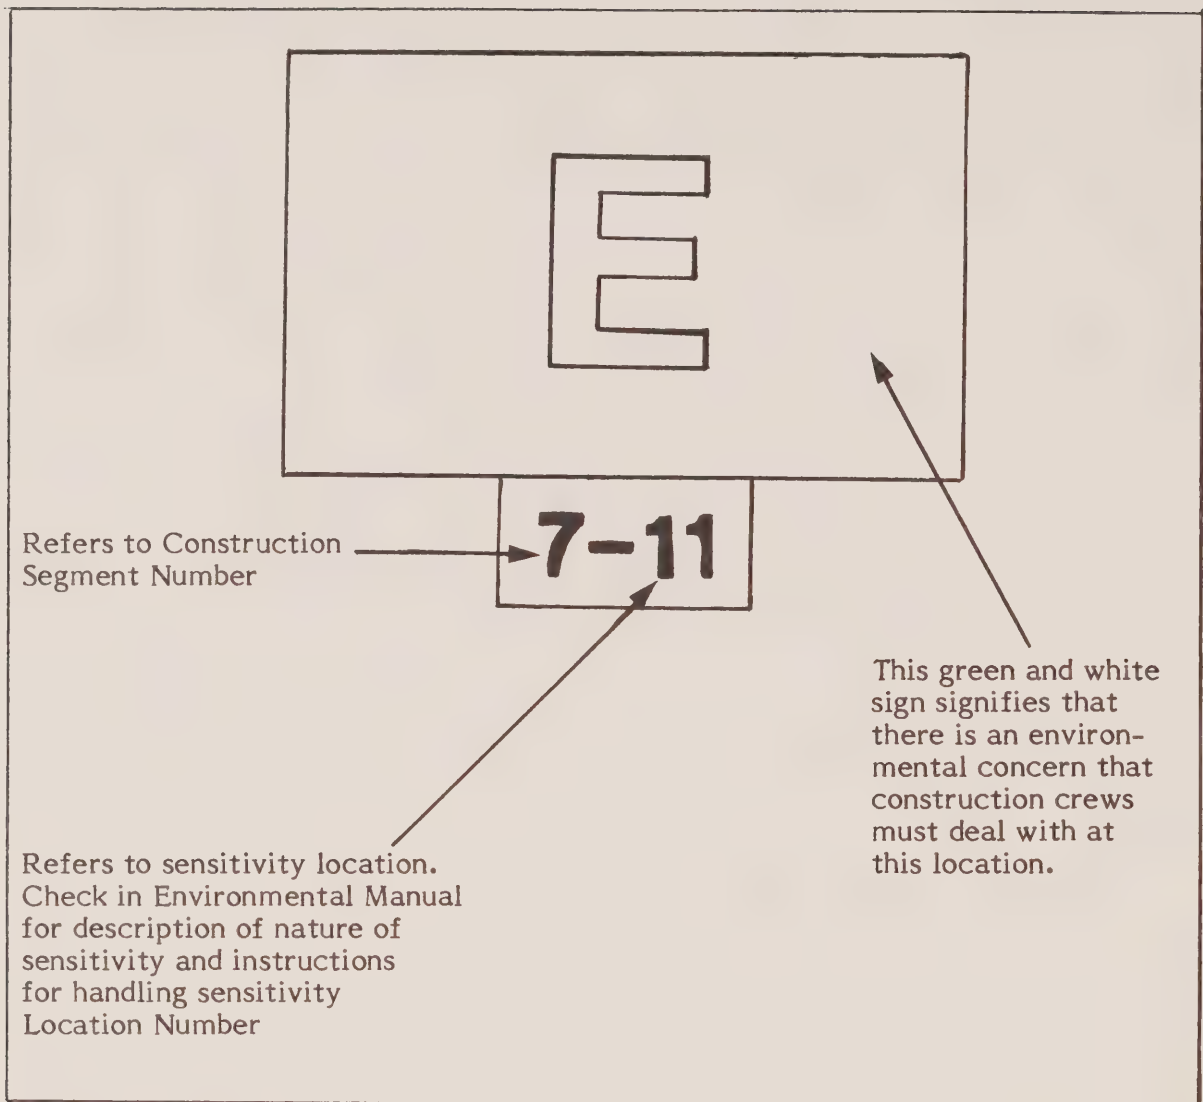 E
7-11
Refers to Construction
Segment Number
This green and white
sign signifies that
there is an environ-
mental concern that
construction crews
must deal with at
this location.
Refers to sensitivity location.
Check in Environmental Manual
for description of nature of
sensitivity and instructions
for handling sensitivity
Location Number